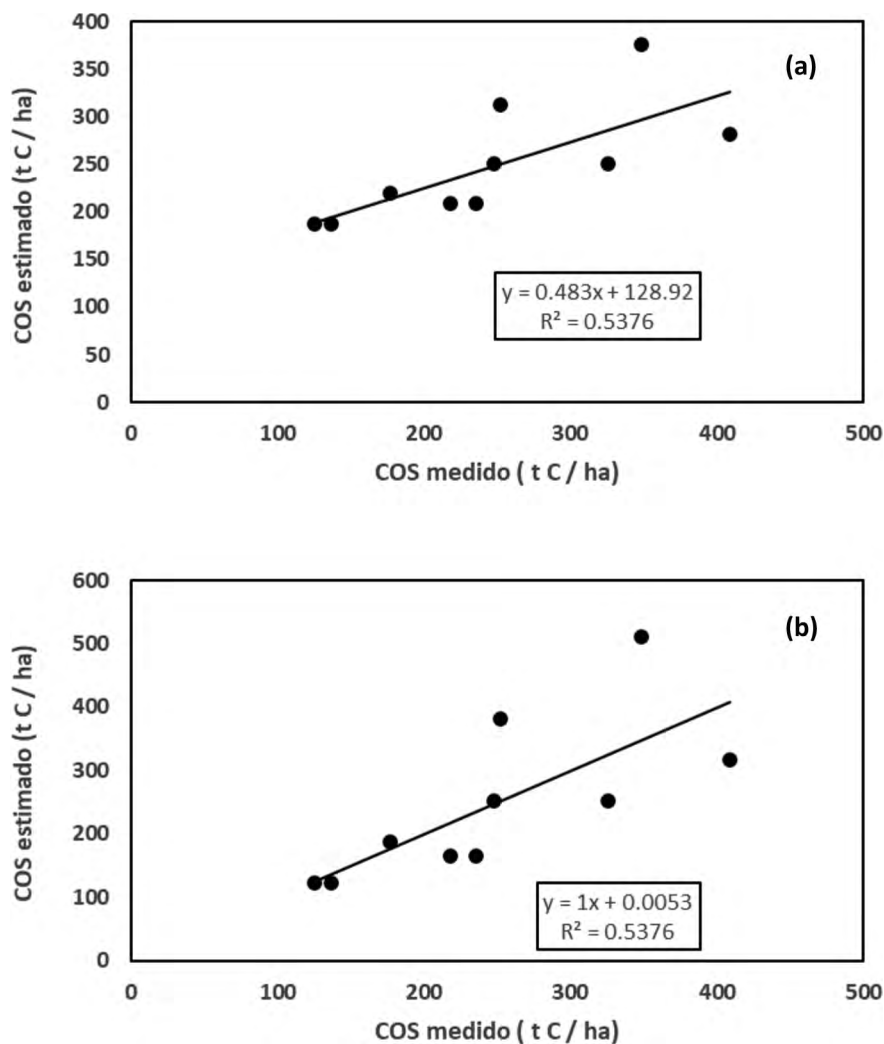 (a)
COS estimado (t C / ha)
400
350
300
250
200
150
100
50
0
y = 0.483x + 128.92
R² = 0.5376
0 100 200 300 400 500
COS medido ( t C / ha)
(b)
COS estimado (t C / ha)
600
500
400
300
200
100
0
y = 1x + 0.0053
R² = 0.5376
0 100 200 300 400 500
COS medido ( t C / ha)